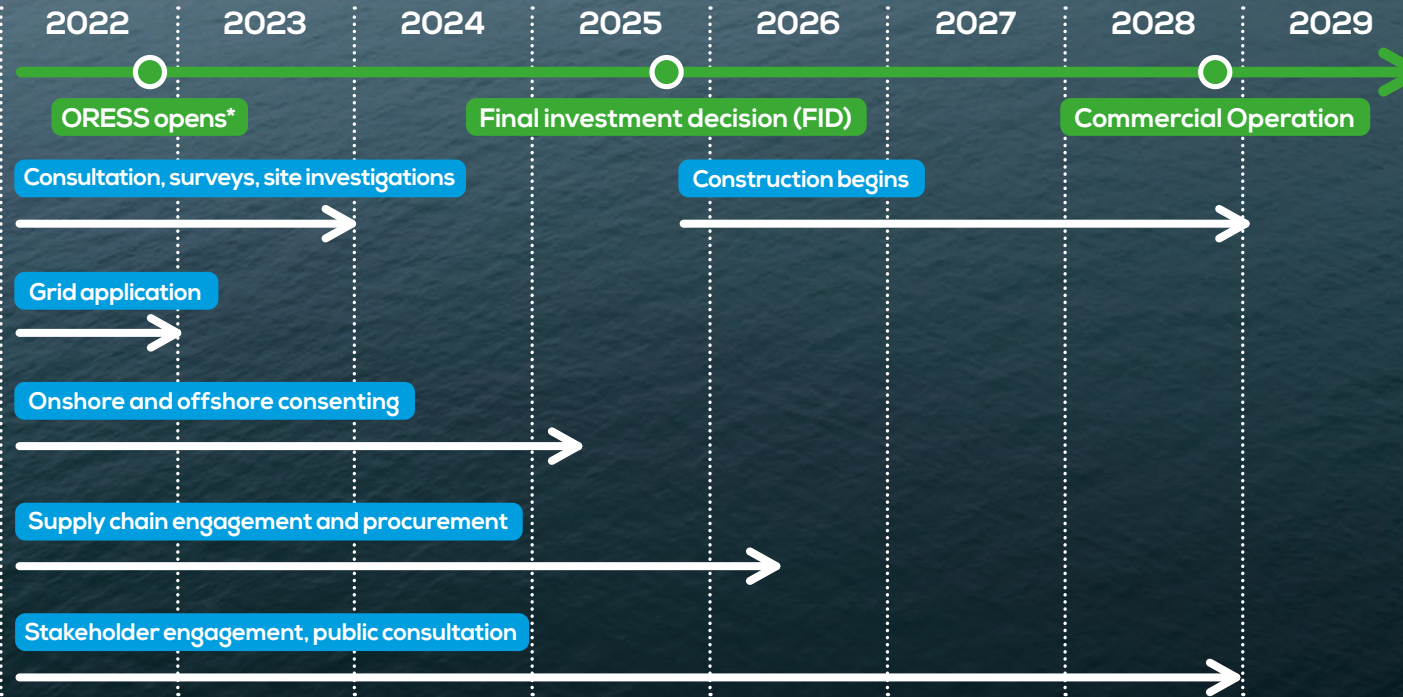 2022 2023 2024 2025 2026 2027 2028 2029
ORESS opens* Final investment decision (FID) Commercial Operation
Consultation, surveys, site investigations Construction begins
Grid application
Onshore and offshore consenting
Supply chain engagement and procurement
Stakeholder engagement, public consultation